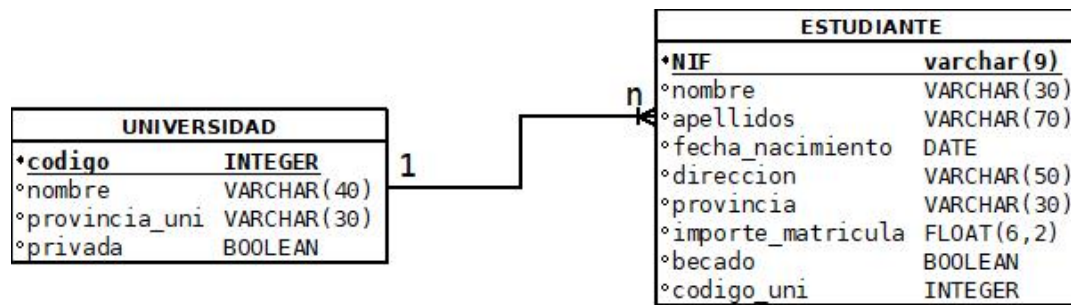 UNIVERSIDAD
codigo INTEGER
nombre VARCHAR(40)
provincia_uni VARCHAR(30)
privada BOOLEAN
1
n
ESTUDIANTE
NIF varchar(9)
nombre VARCHAR(30)
apellidos VARCHAR(70)
fecha_nacimiento DATE
direccion VARCHAR(50)
provincia VARCHAR(30)
importe_matricula FLOAT(6,2)
becado BOOLEAN
codigo_uni INTEGER